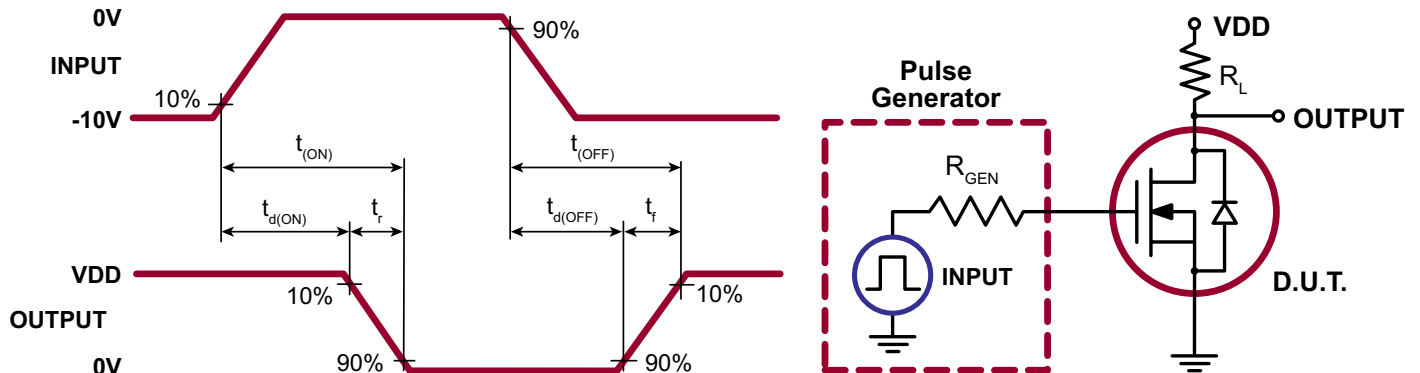 0V
INPUT
-10V
10%
90%
t(ON)
t(OFF)
td(ON)
tr
td(OFF)
tf
VDD
OUTPUT
0V
10%
90%
90%
10%
Pulse
Generator
RGEN
INPUT
VDD
RL
OUTPUT
D.U.T.